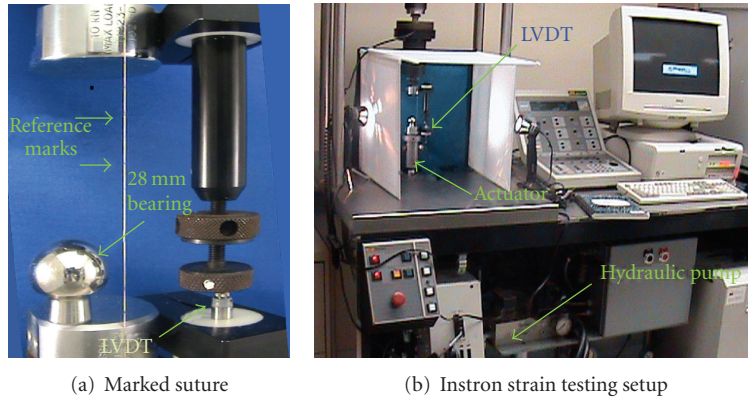 10 kN
MAX LOAD
Reference
marks
28 mm
bearing
LVDT
LVDT
Actuator
Hydraulic pump
(a) Marked suture
(b) Instron strain testing setup